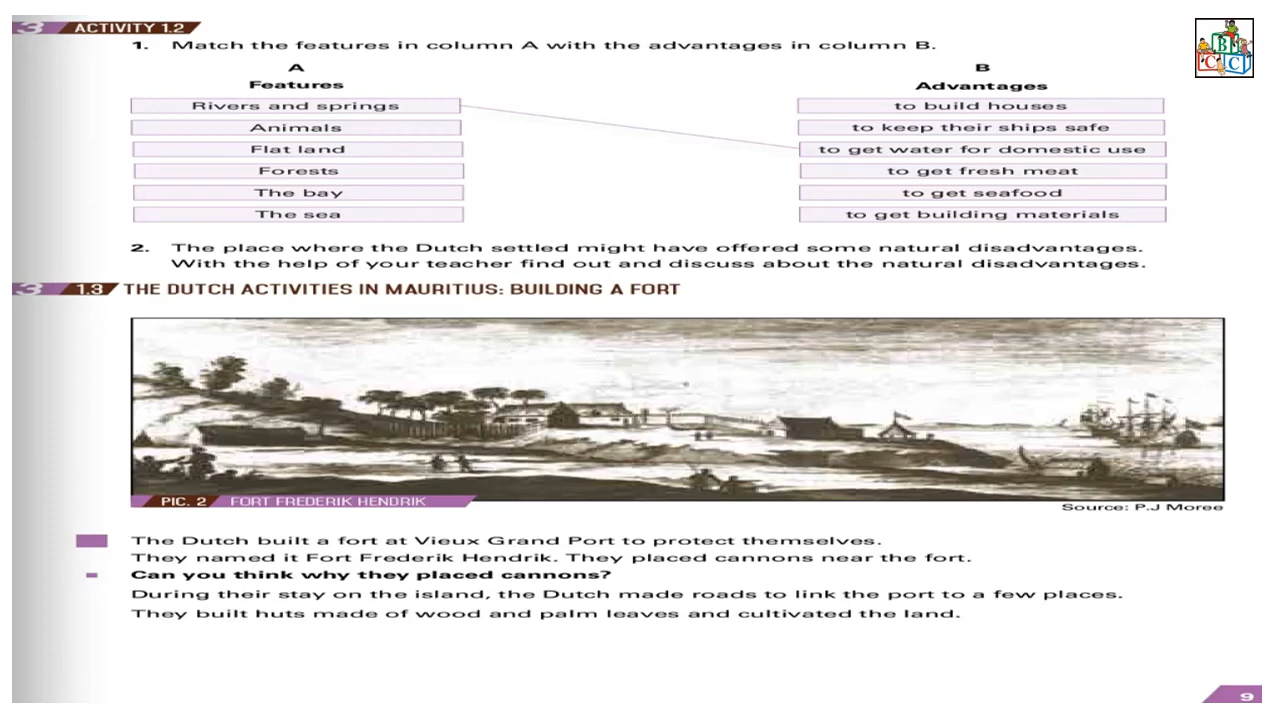 3 ACTIVITY 1.2
1. Match the features in column A with the advantages in column B.
A
Features
B
Advantages
Rivers and springs
to build houses
Animals
to keep their ships safe
Flat land
to get water for domestic use
Forests
to get fresh meat
The bay
to get seafood
The sea
to get building materials
2. The place where the Dutch settled might have offered some natural disadvantages.
With the help of your teacher find out and discuss about the natural disadvantages.
3 1.3 THE DUTCH ACTIVITIES IN MAURITIUS: BUILDING A FORT
PIC. 2 FORT FREDERIK HENDRIK
Source: P.J Moree
The Dutch built a fort at Vieux Grand Port to protect themselves.
They named it Fort Frederik Hendrik. They placed cannons near the fort.
Can you think why they placed cannons?
During their stay on the island, the Dutch made roads to link the port to a few places.
They built huts made of wood and palm leaves and cultivated the land.
9
B
C C